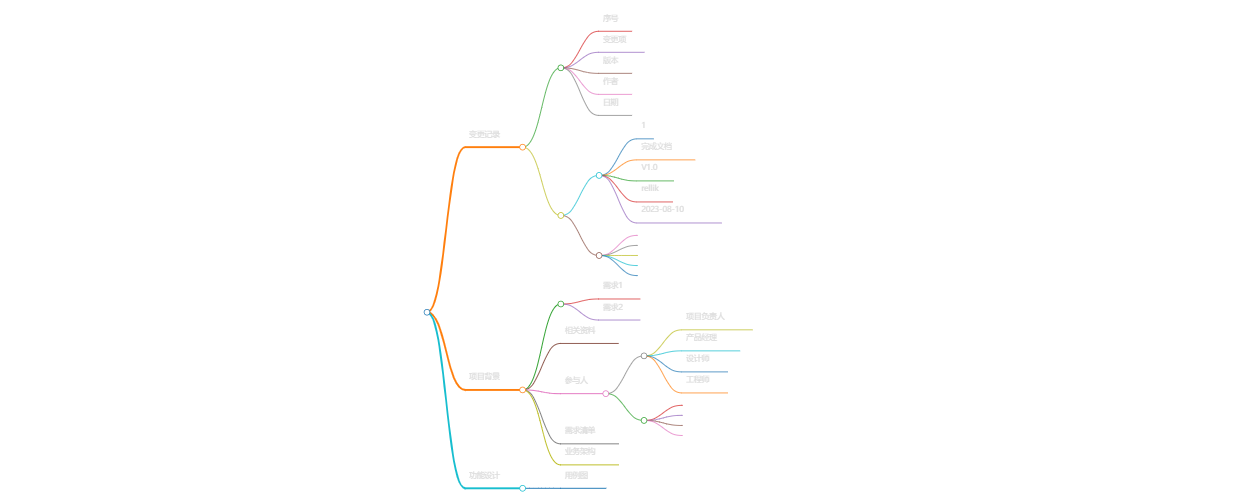 序号
变更项
版本
作者
日期
变更记录
1
完成文档
V1.0
2023-08-10
需求1
需求2
相关资料
项目负责人
产品经理
设计师
工程师
项目背景
参与人
需求清单
业务架构
功能设计
用例图